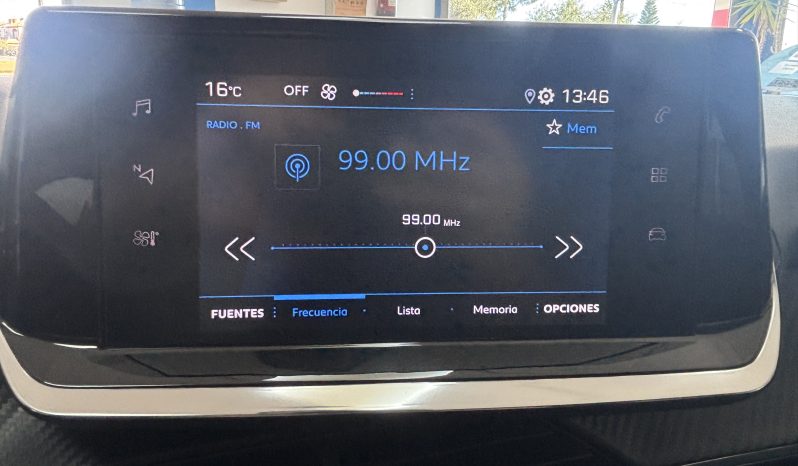 16°C OFF 13:46
RADIO . FM
Mem
99.00 MHz
N
99.00 MHz
FUENTES Frecuencia Lista Memoria OPCIONES